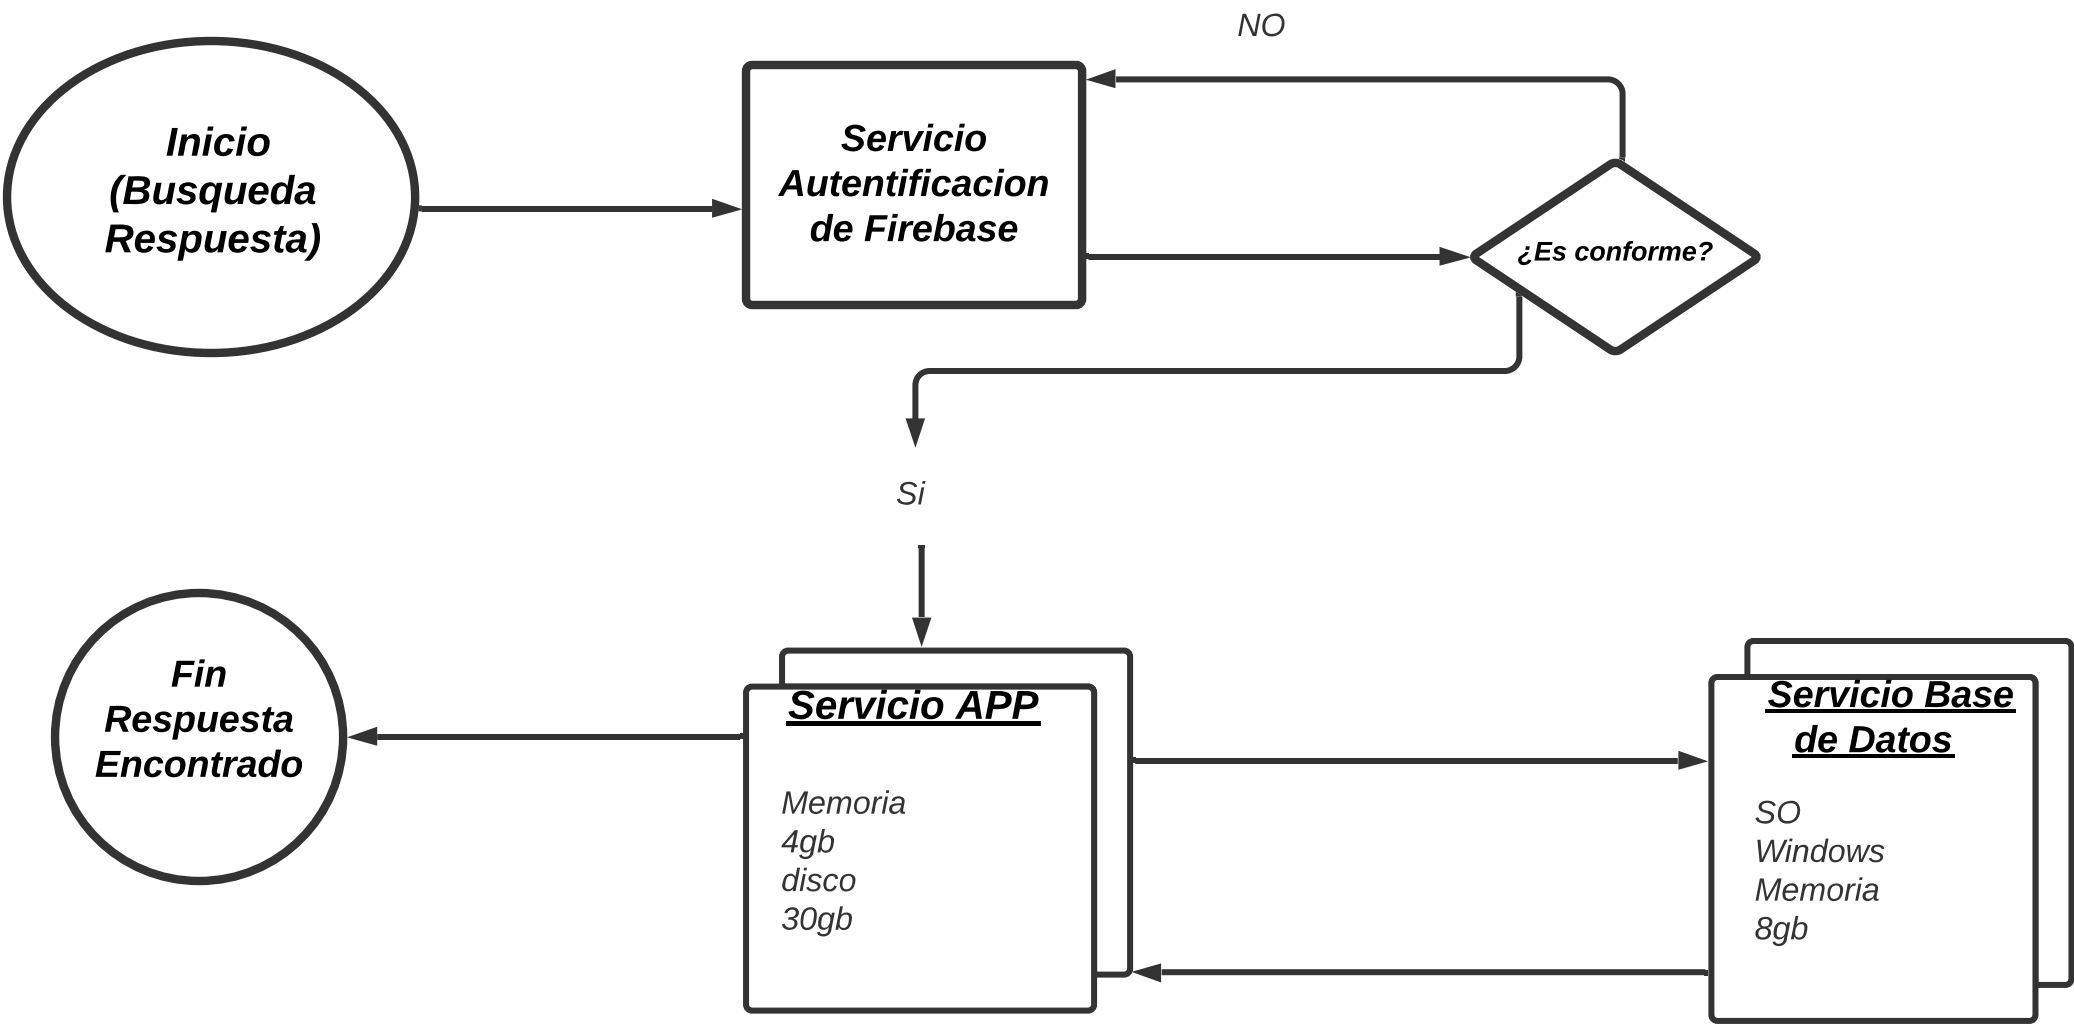 NO
Inicio
(Busqueda
Respuesta)
Servicio
Autentificacion
de Firebase
¿Es conforme?
Si
Fin
Respuesta
Encontrado
Servicio APP
Memoria
4gb
disco
30gb
Servicio Base
de Datos
SO
Windows
Memoria
8gb